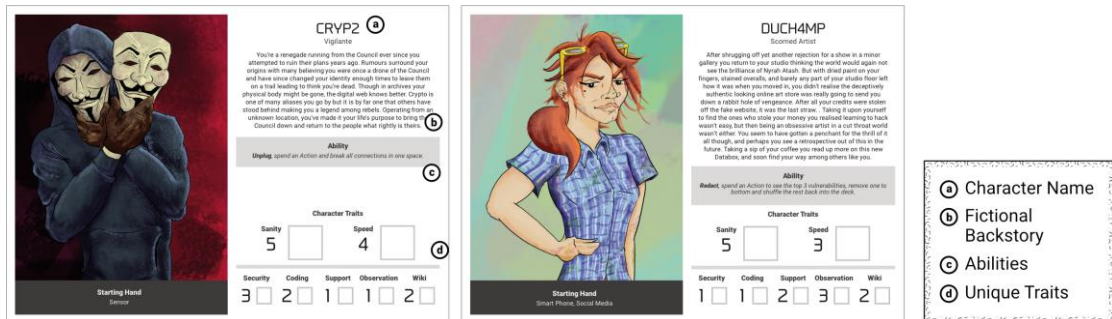 CRYP2
a
Vigilante
You're a renegade running from the Council ever since you
attempted to ruin their plans years ago. Rumours surround your
origins with many believing you were once a drone of the Council
and have since changed your identity enough times to leave them
on a trail leading to think you're dead. Though in archives your
physical body might be gone, the digital web knows better. Crypto is
one of many aliases you go by but it is by far one that others have
stood behind making you a legend among rebels. Operating from an
unknown location, you've made it your life's purpose to bring the
Council down and return to the people what rightly is theirs.
b
Ability
Unplug, spend an Action and break all connections in one space.
c
Character Traits
Sanity Speed
5 4
d
Security Coding Support Observation Wiki
3 2 1 1 2
Starting Hand
Sensor
DUCH4MP
Scorned Artist
After shrugging off yet another rejection for a show in a minor
gallery you return to your studio thinking the world would again not
see the brilliance of Nyrah Atash. But with dried paint on your
fingers, stained overalls, and barely any part of your studio floor left
how it was when you moved in, you didn't realise the deceptively
authentic looking online art store was really going to send you
down a rabbit hole of vengeance. After all your credits were stolen
off the fake website, it was the last straw. . Taking it upon yourself
to find the ones who stole your money you realised learning to hack
wasn't easy, but then being an obsessive artist in a cut throat world
wasn't either. You seem to have gotten a penchant for the thrill of it
all though, and perhaps you see a retrospective out of this in the
future. Taking a sip of your coffee you read up more on this new
Databox, and soon find your way among others like you.
Ability
Redact, spend an Action to see the top 3 vulnerabilities, remove one to
bottom and shuffle the rest back into the deck.
Character Traits
Sanity Speed
5 3
Security Coding Support Observation Wiki
1 1 2 3 2
Starting Hand
Smart Phone, Social Media
a Character Name
b Fictional
Backstory
c Abilities
d Unique Traits